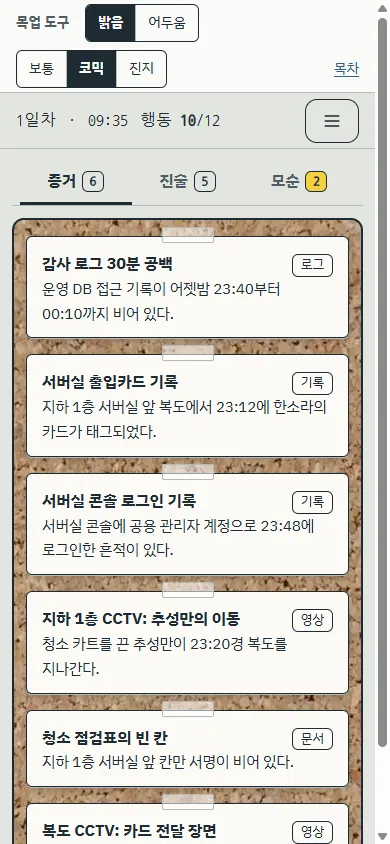 목업 도구 밝음 어두움
보통 코믹 진지 목차
1일차 · 09:35 행동 10/12
증거 6 진술 5 모순 2
감사 로그 30분 공백 로그
운영 DB 접근 기록이 어젯밤 23:40부터
00:10까지 비어 있다.
서버실 출입카드 기록 기록
지하 1층 서버실 앞 복도에서 23:12에 한소라의
카드가 태그되었다.
서버실 콘솔 로그인 기록 기록
서버실 콘솔에 공용 관리자 계정으로 23:48에
로그인한 흔적이 있다.
지하 1층 CCTV: 추성만의 이동 영상
청소 카트를 끈 추성만이 23:20경 복도를
지나간다.
청소 점검표의 빈 칸 문서
지하 1층 서버실 앞 칸만 서명이 비어 있다.
복도 CCTV: 카드 전달 장면 영상